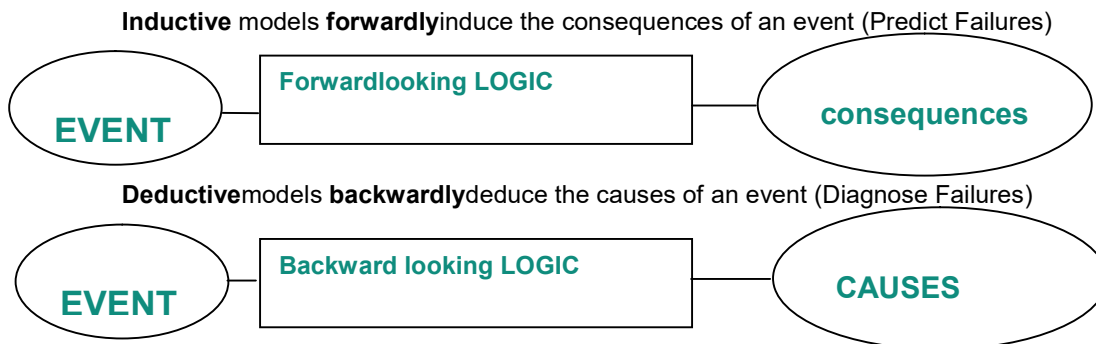 Inductive models forwardlyinduce the consequences of an event (Predict Failures)
Forwardlooking LOGIC
EVENT
consequences
Deductivemodels backwardlydeduce the causes of an event (Diagnose Failures)
Backward looking LOGIC
EVENT
CAUSES